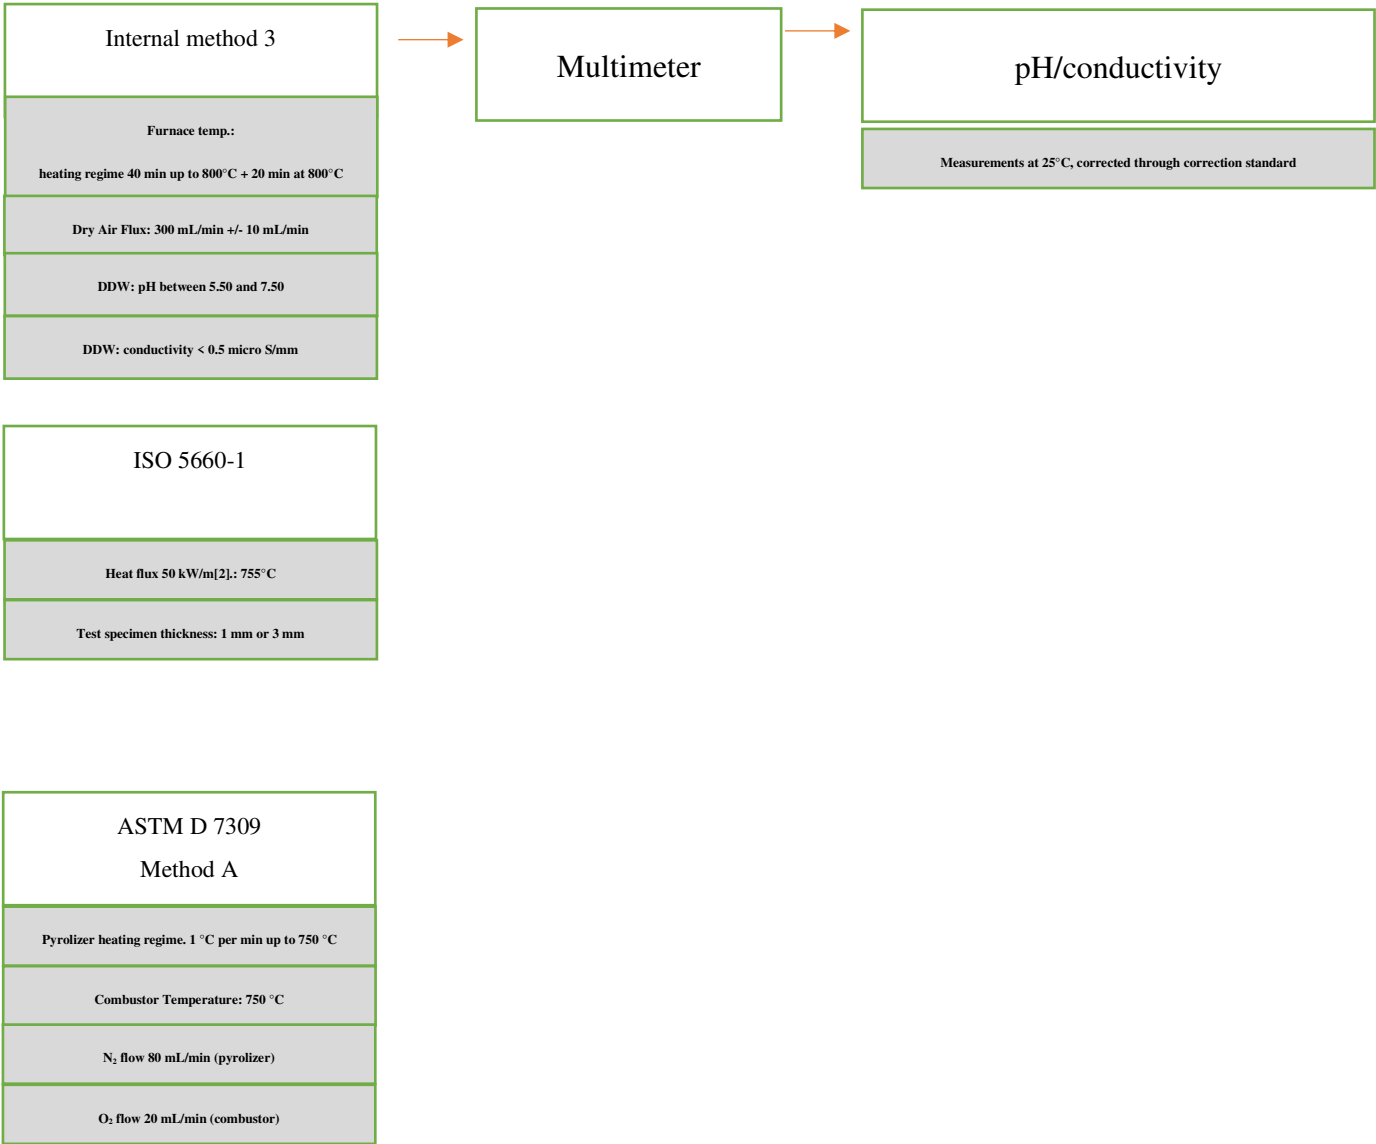 Internal method 3
Multimeter
pH/conductivity
Furnace temp.:
heating regime 40 min up to 800°C + 20 min at 800°C
Measurements at 25°C, corrected through correction standard
Dry Air Flux: 300 mL/min +/- 10 mL/min
DDW: pH between 5.50 and 7.50
DDW: conductivity < 0.5 micro S/mm
ISO 5660-1
Heat flux 50 kW/m[2].: 755°C
Test specimen thickness: 1 mm or 3 mm
ASTM D 7309
Method A
Pyrolizer heating regime. 1 °C per min up to 750 °C
Combustor Temperature: 750 °C
N₂ flow 80 mL/min (pyrolizer)
O₂ flow 20 mL/min (combustor)